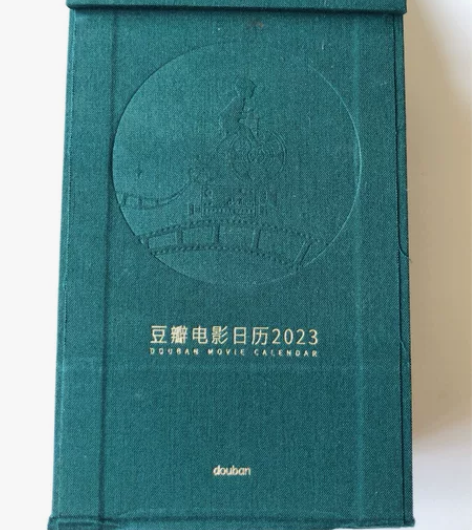 豆瓣电影日历2023
DOUBAN MOVIE CALENDAR
douban